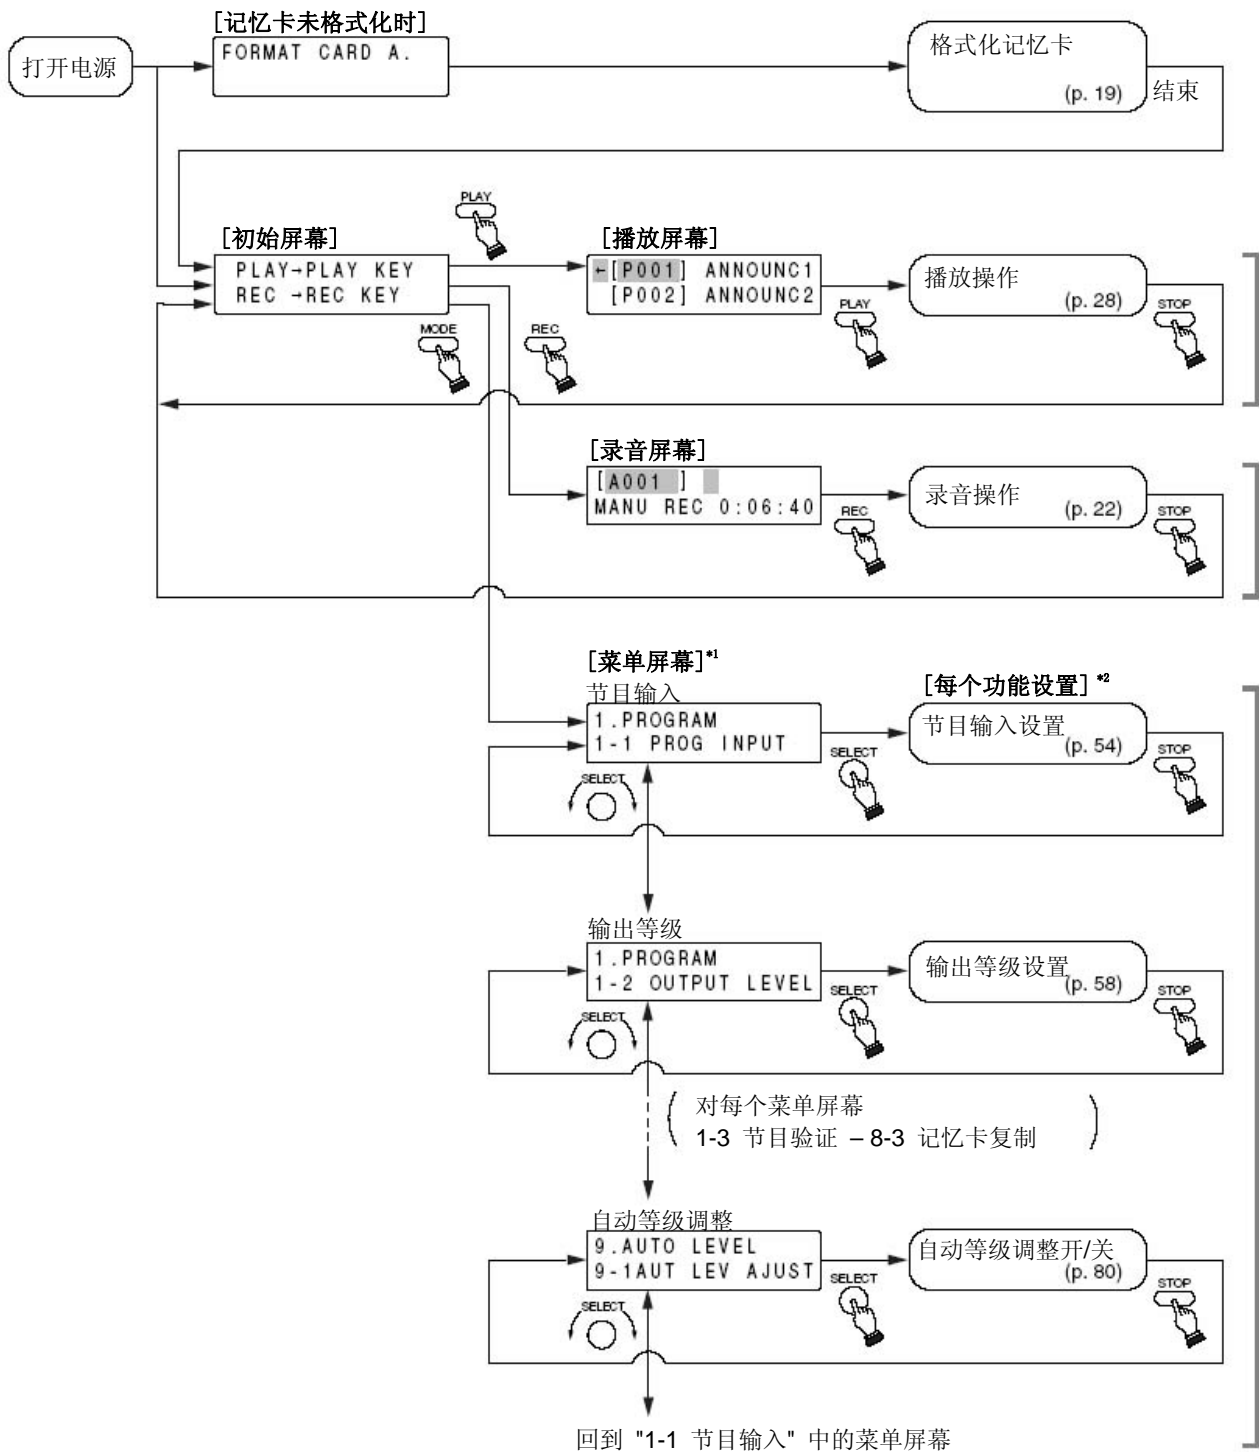 [记忆卡未格式化时]
打开电源
FORMAT CARD A.
格式化记忆卡
(p. 19)
结束
PLAY
[初始屏幕]
PLAY→PLAY KEY
REC →REC KEY
MODE
REC
[播放屏幕]
←[P001] ANNOUNC1
[P002] ANNOUNC2
PLAY
播放操作
(p. 28)
STOP
[录音屏幕]
[A001 ]
MANU REC 0:06:40
REC
录音操作
(p. 22)
STOP
[菜单屏幕]*1
节目输入
1.PROGRAM
1-1 PROG INPUT
SELECT
SELECT
[每个功能设置]*2
节目输入设置
(p. 54)
STOP
输出等级
1.PROGRAM
1-2 OUTPUT LEVEL
SELECT
SELECT
输出等级设置
(p. 58)
STOP
对每个菜单屏幕
1-3 节目验证 – 8-3 记忆卡复制
自动等级调整
9.AUTO LEVEL
9-1AUT LEV AJUST
SELECT
SELECT
自动等级调整开/关
(p. 80)
STOP
回到 "1-1 节目输入" 中的菜单屏幕